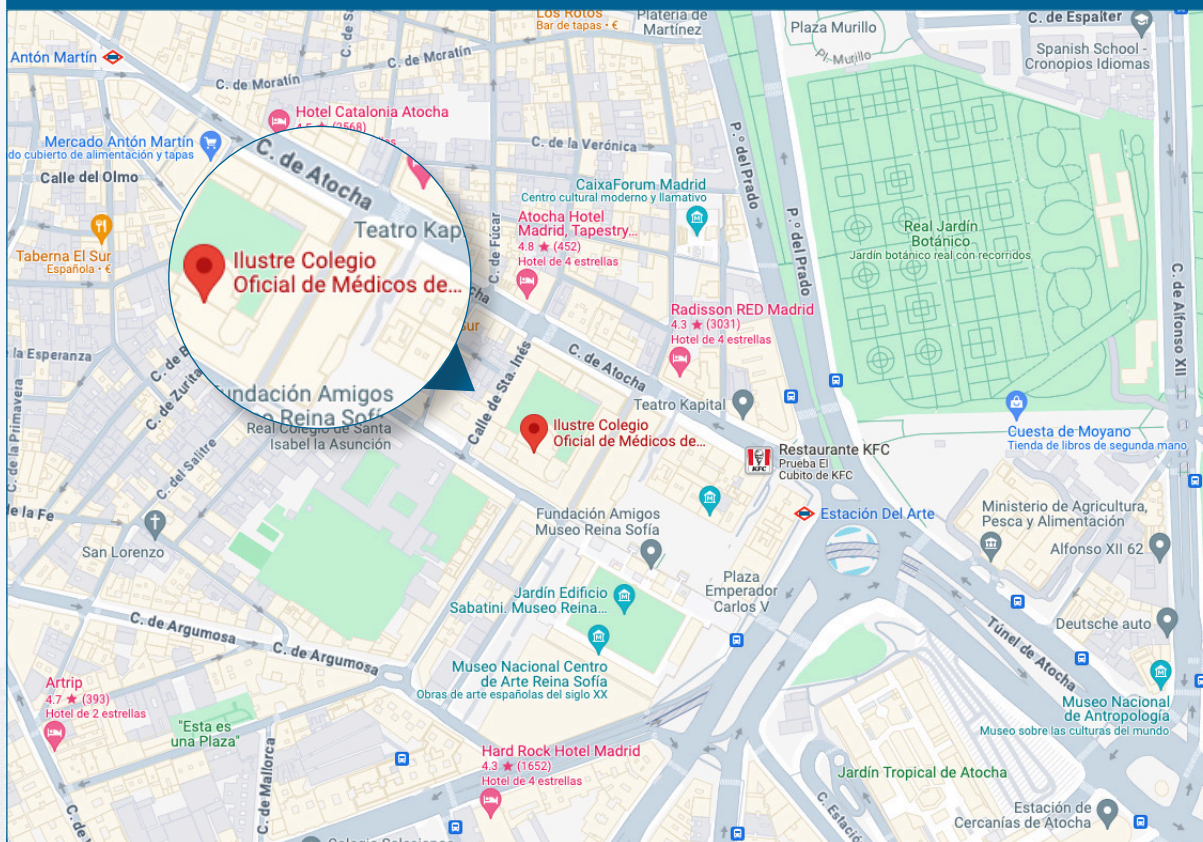 Los Rotos
Bar de tapas · €
Platería de
Martínez
Plaza Murillo
Pl. Murillo
C. de Espalter
Spanish School -
Cronopios Idiomas
Antón Martín
C. de Moratín
C. de Moratín
Hotel Catalonia Atocha
Mercado Antón Martín
do cubierto de alimentación y tapas
Calle del Olmo
C. de la Verónica
P.º del Prado
CaixaForum Madrid
Centro cultural moderno y llamativo
C. de Atocha
Teatro Kap
Ilustre Colegio
Oficial de Médicos de...
Fundación Amigos
o Reina Sofía
Taberna El Sur
Española · €
C. de Fúcar
Atocha Hotel
Madrid, Tapestry...
4.8 ★ (452)
Hotel de 4 estrellas
P.º del Prado
Real Jardín
Botánico
Jardín botánico real con recorridos
C. de Alfonso XII
Radisson RED Madrid
4.3 ★ (3031)
Hotel de 4 estrellas
e la Esperanza
C. de la Primavera
C. de Zurita
C. de Atocha
Calle de Sta. Inés
Teatro Kapital
Ilustre Colegio
Oficial de Médicos de...
Real Colegio de Santa
Isabel la Asunción
C. del Salitre
Cuesta de Moyano
Tienda de libros de segunda mano
KFC
Restaurante KFC
Prueba El
Cubito de KFC
de la Fe
San Lorenzo
Fundación Amigos
Museo Reina Sofía
Estación Del Arte
Ministerio de Agricultura,
Pesca y Alimentación
Alfonso XII 62
Plaza
Emperador
Carlos V
Jardín Edificio
Sabatini. Museo Reina...
C. de Argumosa
C. de Argumosa
Túnel de Atocha
Deutsche auto
Museo Nacional Centro
de Arte Reina Sofía
Obras de arte españolas del siglo XX
Museo Nacional
de Antropología
Museo sobre las culturas del mundo
Artrip
4.7 ★ (393)
Hotel de 2 estrellas
"Esta es
una Plaza"
C. de Mallorca
Hard Rock Hotel Madrid
4.3 ★ (1652)
Hotel de 4 estrellas
Jardín Tropical de Atocha
C. Estación
Estación de
Cercanías de Atocha